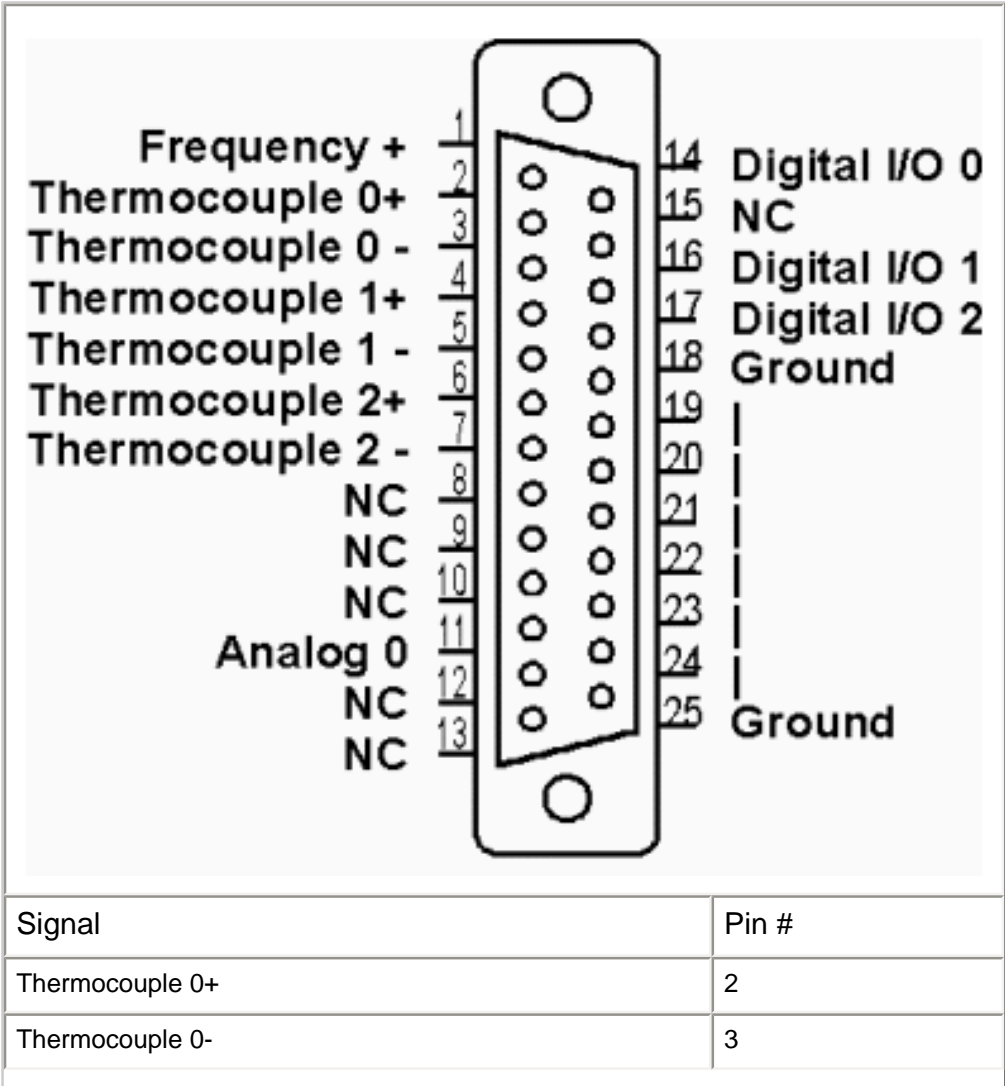 1
Frequency +
2
Thermocouple 0+
3
Thermocouple 0 -
4
Thermocouple 1+
5
Thermocouple 1 -
6
Thermocouple 2+
7
Thermocouple 2 -
8
NC
9
NC
10
NC
11
Analog 0
12
NC
13
NC
14
Digital I/O 0
15
NC
16
Digital I/O 1
17
Digital I/O 2
18
Ground
19
20
21
22
23
24
25
Ground
Signal Pin #
Thermocouple 0+ 2
Thermocouple 0- 3